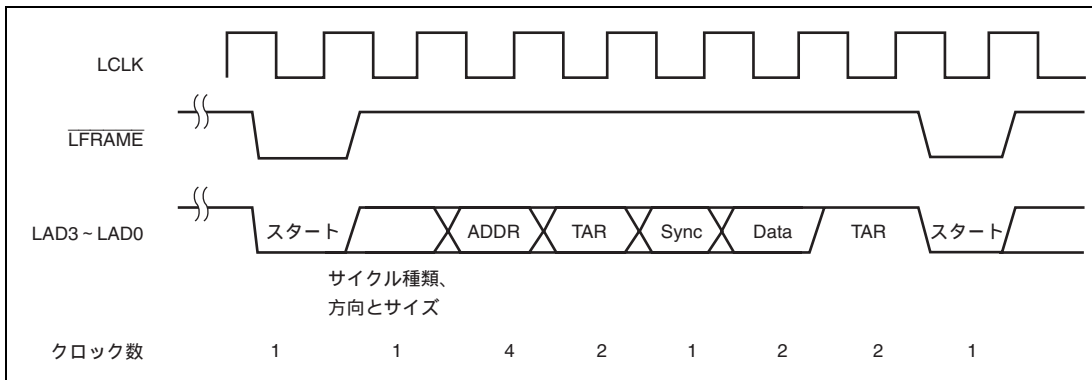 LCLK
LFRAME
LAD3~LAD0 スタート ADDR TAR Sync Data TAR スタート
サイクル種類、
方向とサイズ
クロック数 1 1 4 2 1 2 2 1